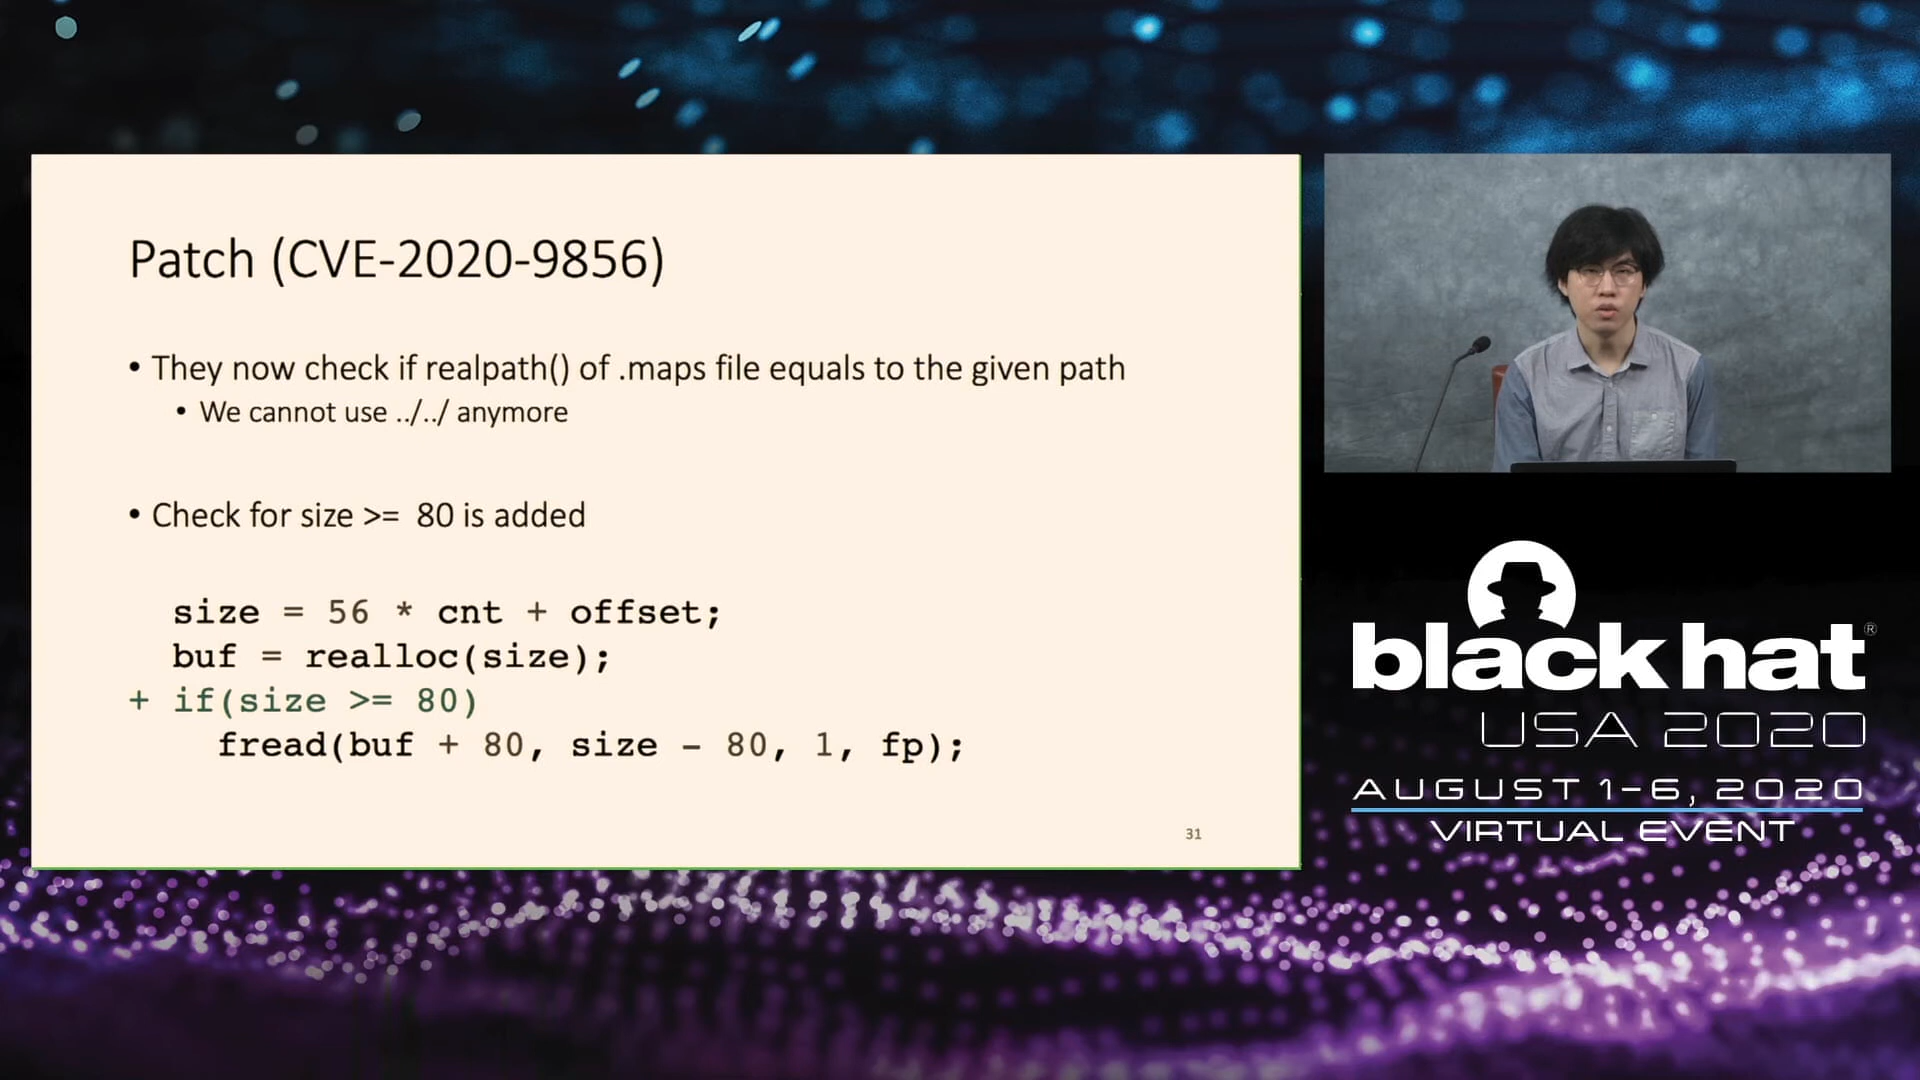 Patch (CVE-2020-9856)
• They now check if realpath() of .maps file equals to the given path
• We cannot use ../../ anymore
• Check for size >= 80 is added
size = 56 * cnt + offset;
buf = realloc(size);
+ if(size >= 80)
fread(buf + 80, size – 80, 1, fp);
31
black hat®
USA 2020
AUGUST 1-6, 2020
VIRTUAL EVENT